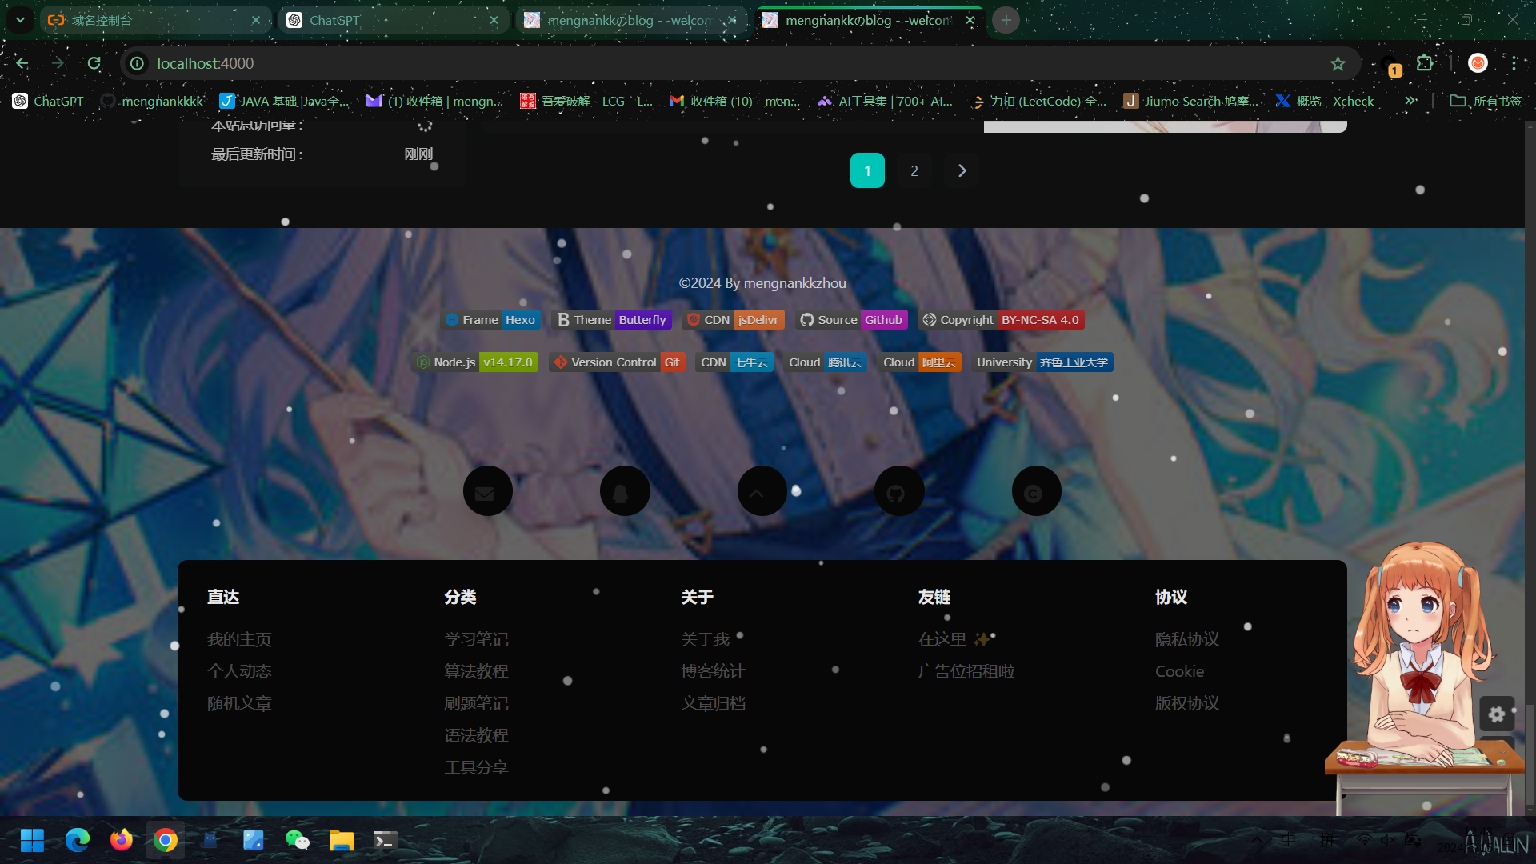 域名控制台
ChatGPT
mengnankkのblog - -welcom
mengnankkのblog - -welcom
localhost:4000
ChatGPT
mengnankkkk
JAVA 基础 |Java全...
(1) 收件箱 | mengn...
吾爱破解 - LCG - L...
收件箱 (10) - men...
AI工具集 | 700+ AI...
力扣 (LeetCode) 全...
Jiumo Search 鸠摩...
概览 - Xcheck
所有书签
本站总访问量 :
最后更新时间 : 刚刚
1 2
©2024 By mengnankkzhou
Frame Hexo Theme Butterfly CDN jsDelivr Source Github Copyright BY-NC-SA 4.0
Node.js v14.17.0 Version Control Git CDN 七牛云 Cloud 腾讯云 Cloud 阿里云 University 齐鲁工业大学
直达 分类 关于 友链 协议
我的主页 学习笔记 关于我 在这里 ✨ 隐私协议
个人动态 算法教程 博客统计 广告位招租啦 Cookie
随机文章 刷题笔记 文章归档 版权协议
语法教程
工具分享